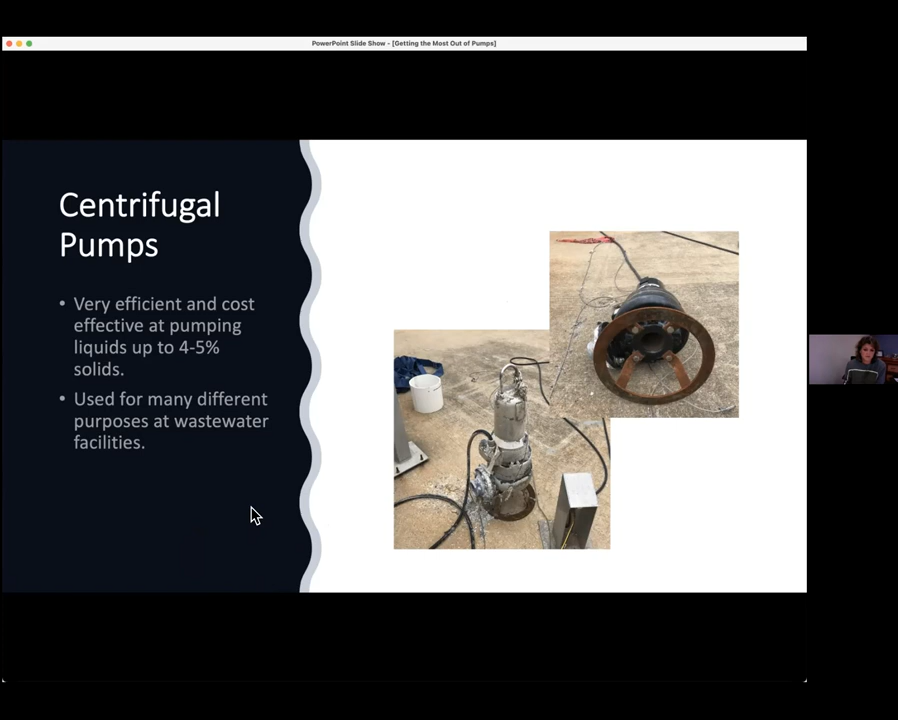 PowerPoint Slide Show - [Getting the Most Out of Pumps]
Centrifugal
Pumps
• Very efficient and cost
effective at pumping
liquids up to 4-5%
solids.
• Used for many different
purposes at wastewater
facilities.